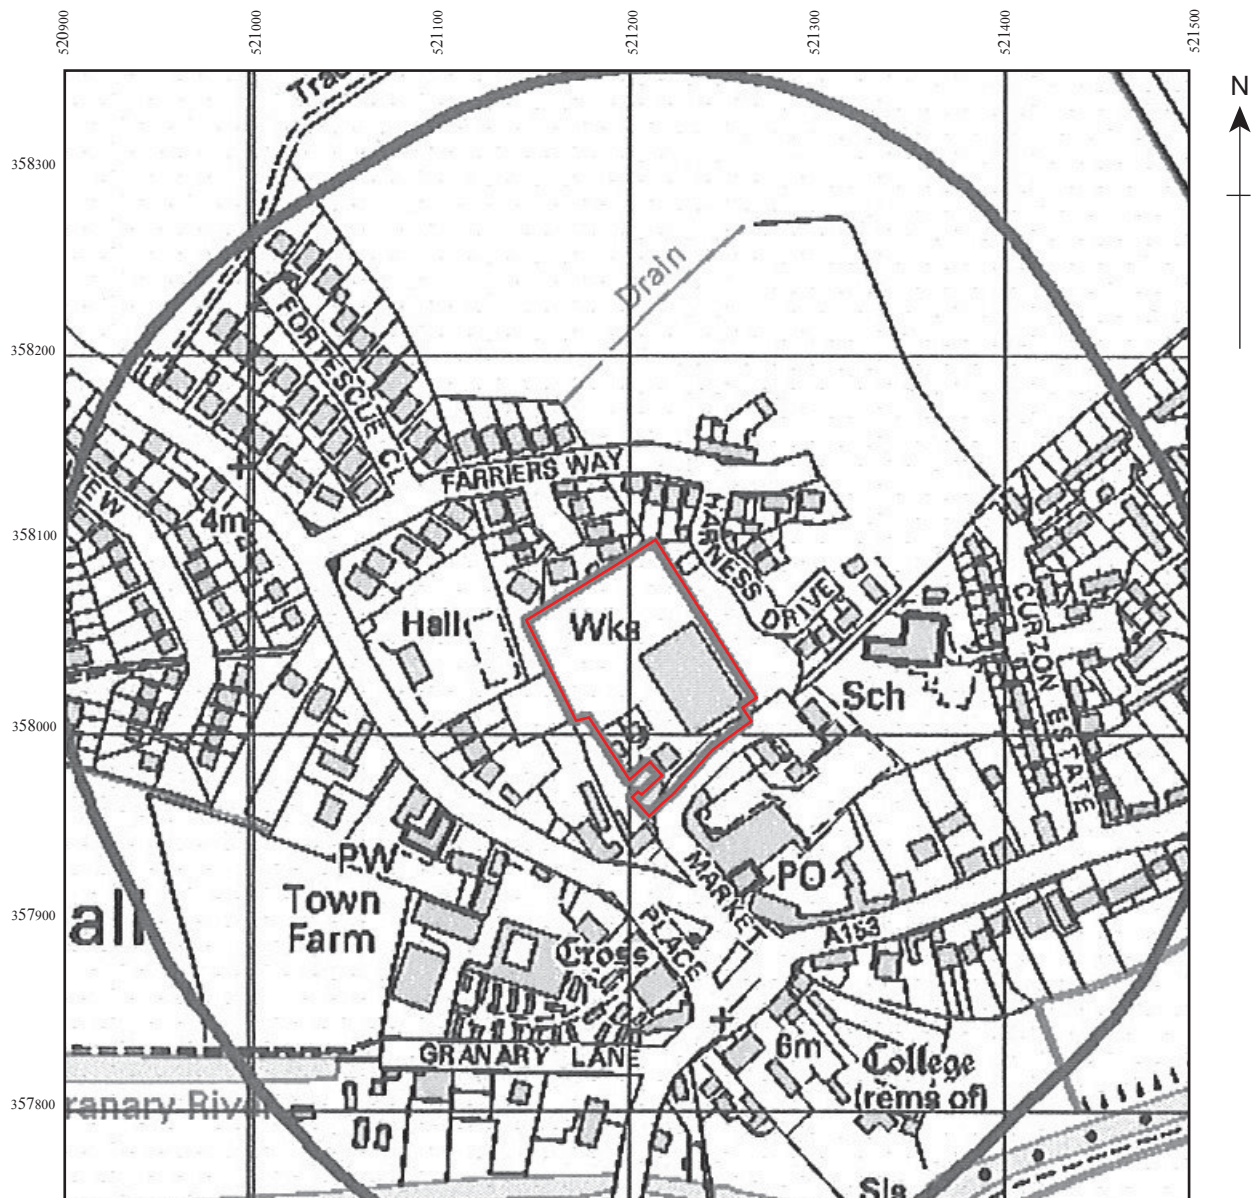 520900
521000
521100
521200
521300
521400
521500
N
358300
358200
358100
358000
357900
357800
Drain
FORTESCUE CL
FARRIERS WAY
HARNESS DRIVE
EW
4m
Hall
Wks
Sch
CURZON ESTATE
PW
Town
Farm
all
MARKET
PLACE
PO
A153
Cross
GRANARY LANE
6m
College
(rems of)
ranary River
Sls